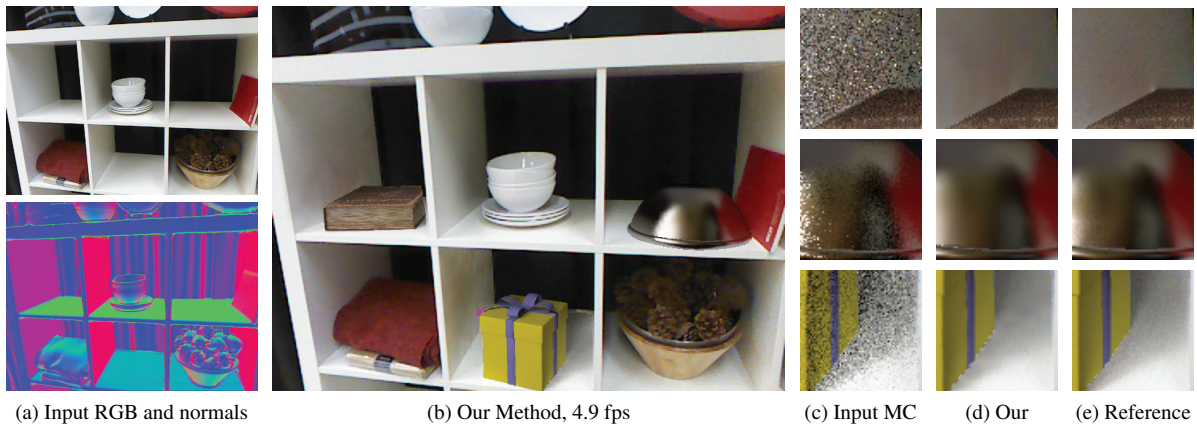 (a) Input RGB and normals
(b) Our Method, 4.9 fps
(c) Input MC
(d) Our
(e) Reference